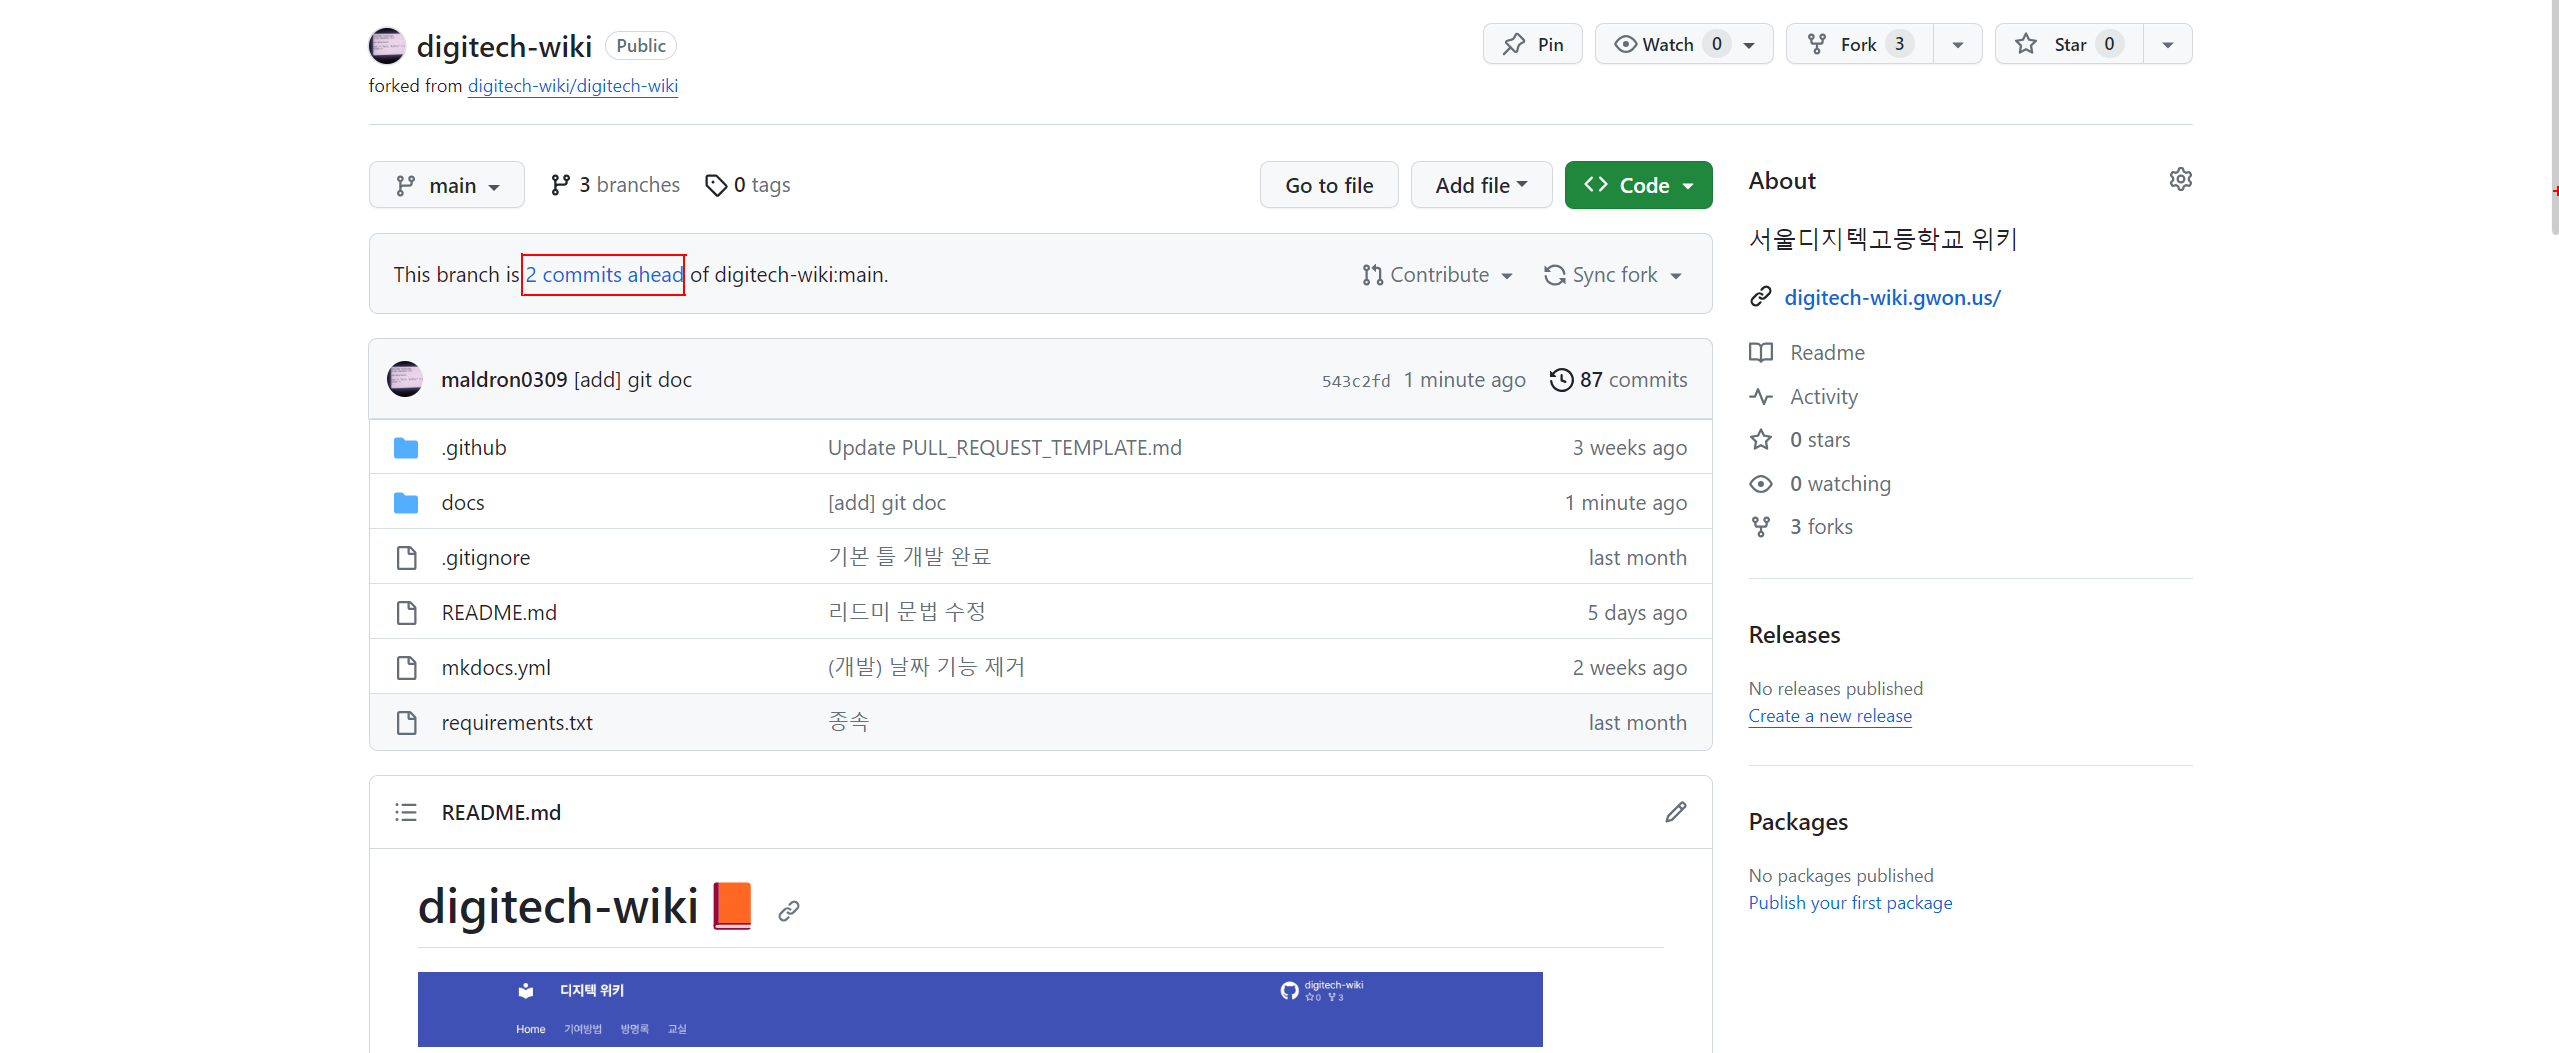 digitech-wiki Public
Pin Watch 0 Fork 3 Star 0
forked from digitech-wiki/digitech-wiki
main 3 branches 0 tags Go to file Add file Code
This branch is 2 commits ahead of digitech-wiki:main. Contribute Sync fork
maldron0309 [add] git doc 543c2fd 1 minute ago 87 commits
.github Update PULL_REQUEST_TEMPLATE.md 3 weeks ago
docs [add] git doc 1 minute ago
.gitignore 기본 틀 개발 완료 last month
README.md 리드미 문법 수정 5 days ago
mkdocs.yml (개발) 날짜 기능 제거 2 weeks ago
requirements.txt 종속 last month
README.md
digitech-wiki
디지텍 위키
digitech-wiki
0 3
Home 기여방법 방명록 교실
About
서울디지텍고등학교 위키
digitech-wiki.gwon.us/
Readme
Activity
0 stars
0 watching
3 forks
Releases
No releases published
Create a new release
Packages
No packages published
Publish your first package